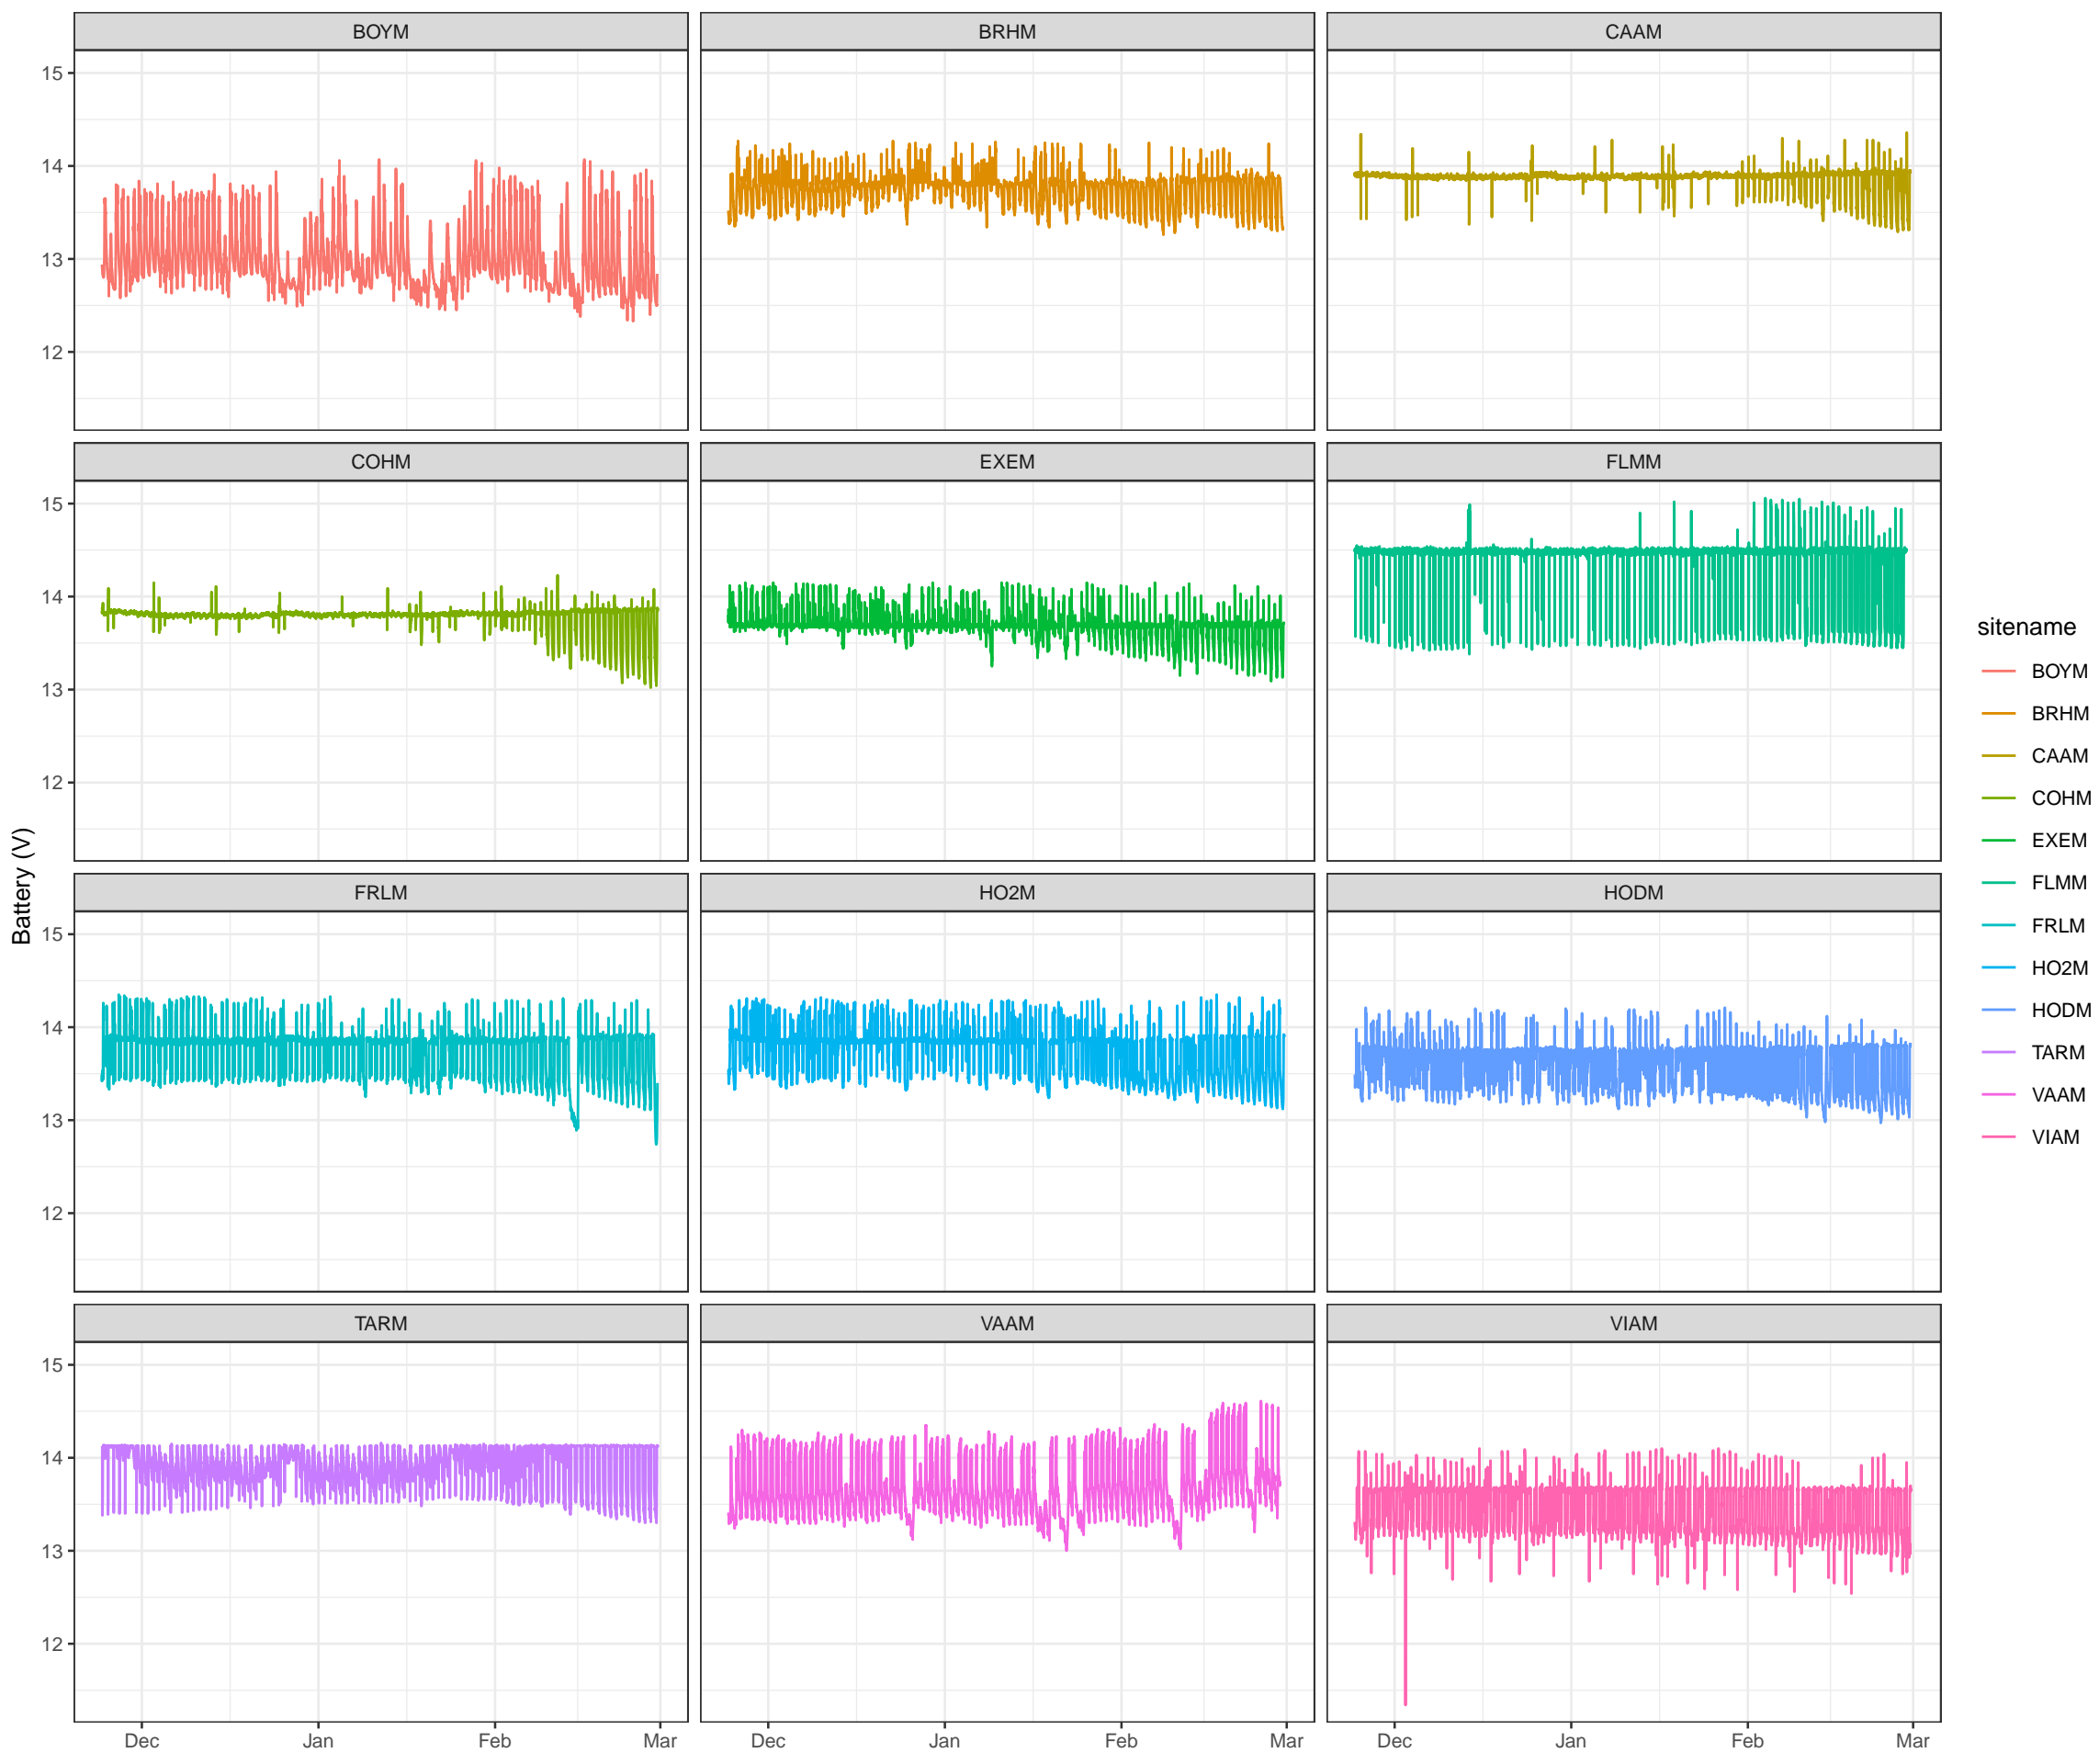 BOYM BRHM CAAM
15
14
13
12
COHM EXEM FLMM
15
14
13
12
FRLM HO2M HODM
15
14
13
12
TARM VAAM VIAM
15
14
13
12
Dec Jan Feb Mar Dec Jan Feb Mar Dec Jan Feb Mar
Battery (V)
sitename
BOYM
BRHM
CAAM
COHM
EXEM
FLMM
FRLM
HO2M
HODM
TARM
VAAM
VIAM